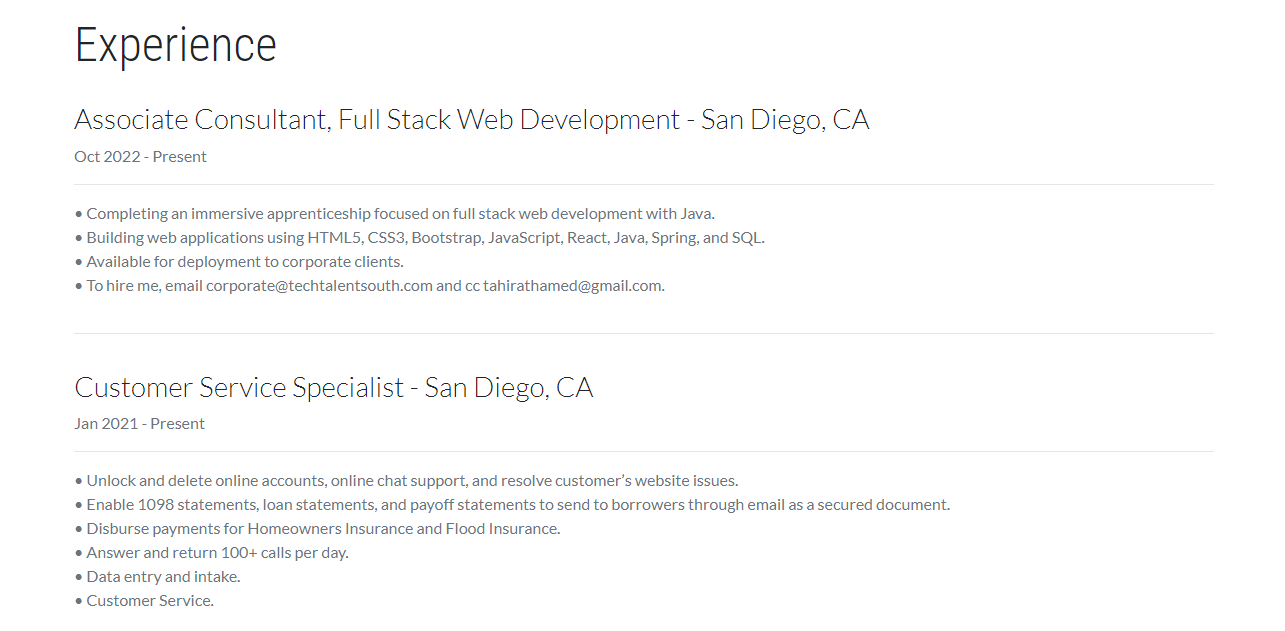 Experience
Associate Consultant, Full Stack Web Development - San Diego, CA
Oct 2022 - Present
• Completing an immersive apprenticeship focused on full stack web development with Java.
• Building web applications using HTML5, CSS3, Bootstrap, JavaScript, React, Java, Spring, and SQL.
• Available for deployment to corporate clients.
• To hire me, email corporate@techtalentsouth.com and cc tahirathamed@gmail.com.
Customer Service Specialist - San Diego, CA
Jan 2021 - Present
• Unlock and delete online accounts, online chat support, and resolve customer’s website issues.
• Enable 1098 statements, loan statements, and payoff statements to send to borrowers through email as a secured document.
• Disburse payments for Homeowners Insurance and Flood Insurance.
• Answer and return 100+ calls per day.
• Data entry and intake.
• Customer Service.